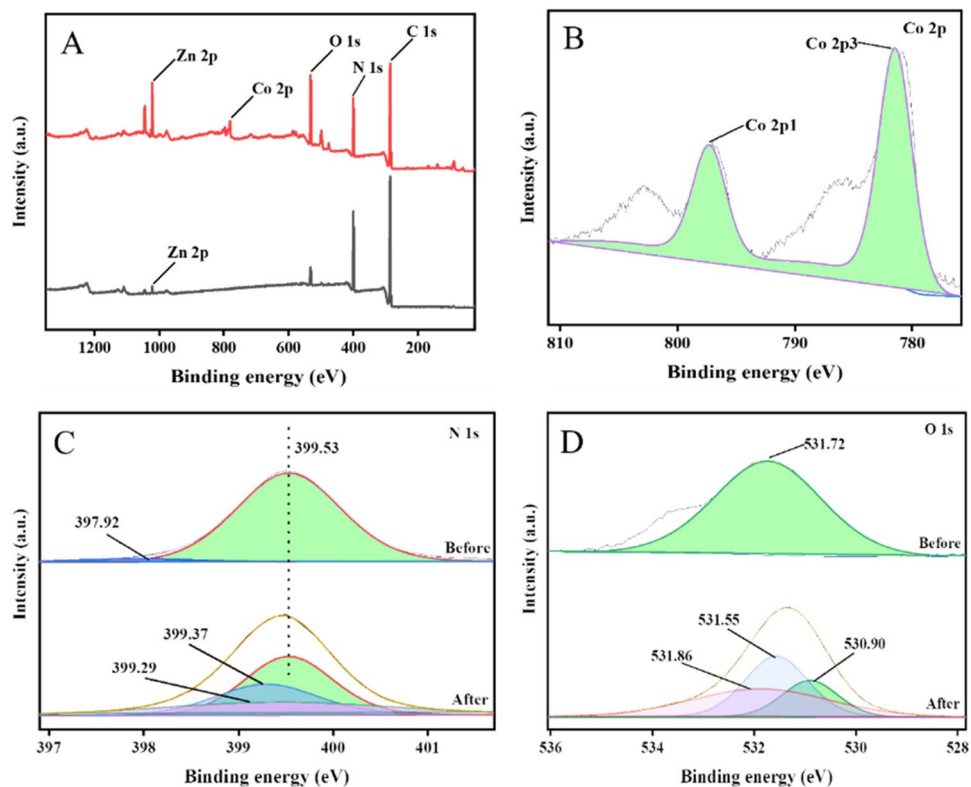 A
Zn 2p
Co 2p
O 1s
N 1s
C 1s
Zn 2p
Intensity (a.u.)
1200 1000 800 600 400 200
Binding energy (eV)
B
Co 2p3
Co 2p
Co 2p1
Intensity (a.u.)
810 800 790 780
Binding energy (eV)
C
N 1s
399.53
397.92
Before
399.37
399.29
After
Intensity (a.u.)
397 398 399 400 401
Binding energy (eV)
D
O 1s
531.72
Before
531.55
531.86
530.90
After
Intensity (a.u.)
536 534 532 530 528
Binding energy (eV)